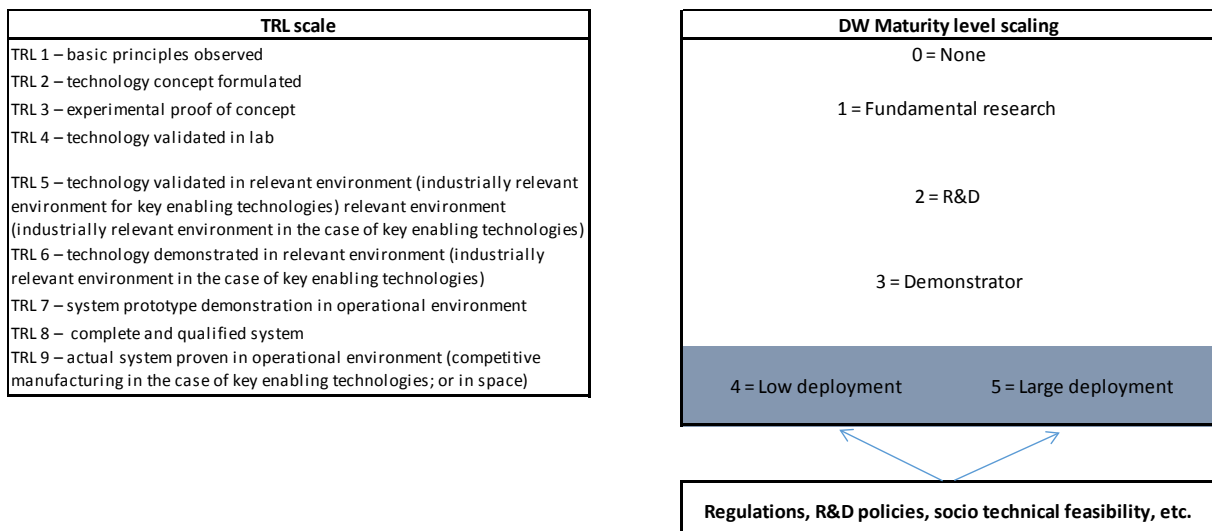 TRL scale
TRL 1 – basic principles observed
TRL 2 – technology concept formulated
TRL 3 – experimental proof of concept
TRL 4 – technology validated in lab
TRL 5 – technology validated in relevant environment (industrially relevant
environment for key enabling technologies) relevant environment
(industrially relevant environment in the case of key enabling technologies)
TRL 6 – technology demonstrated in relevant environment (industrially
relevant environment in the case of key enabling technologies)
TRL 7 – system prototype demonstration in operational environment
TRL 8 – complete and qualified system
TRL 9 – actual system proven in operational environment (competitive
manufacturing in the case of key enabling technologies; or in space)
DW Maturity level scaling
0 = None
1 = Fundamental research
2 = R&D
3 = Demonstrator
4 = Low deployment
5 = Large deployment
Regulations, R&D policies, socio technical feasibility, etc.